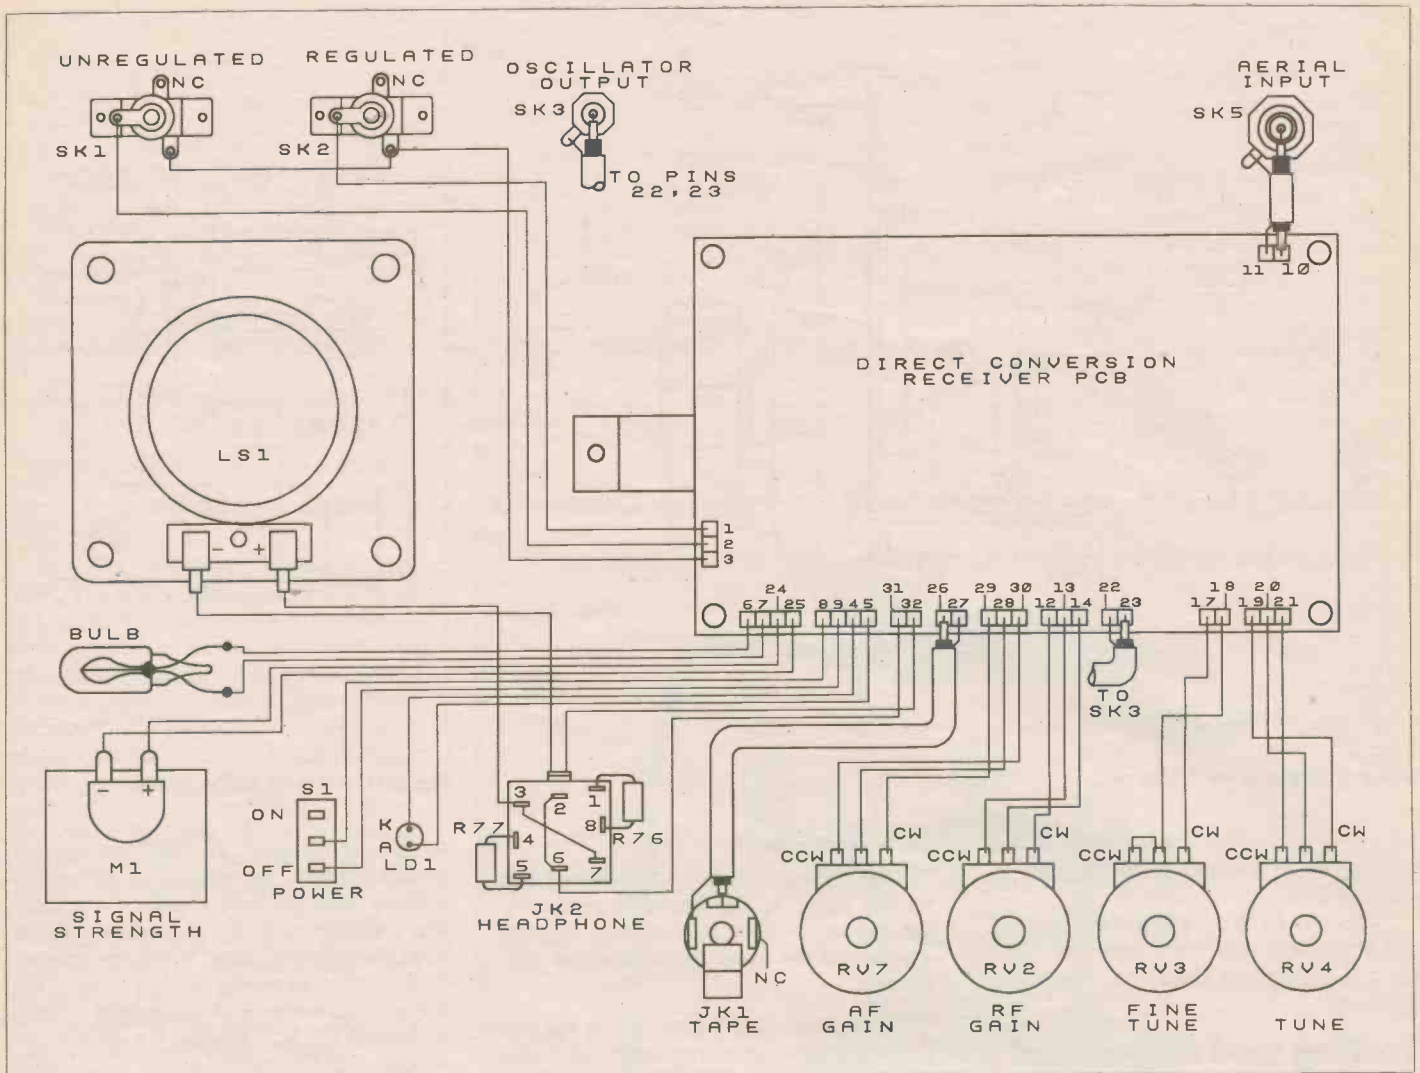 UNREGULATED
NC
SK1
REGULATED
NC
SK2
OSCILLATOR
OUTPUT
SK3
TO PINS
22,23
AERIAL
INPUT
SK5
11 10
DIRECT CONVERSION
RECEIVER PCB
LS1
- +
1
2
3
24
6 7 25
8 9 4 5
31
32
26
27
29 30
28
13
12 14
22
23
18
17
20
19 21
BULB
TO
SK3
- +
M1
SIGNAL
STRENGTH
S1
ON
OFF
POWER
K
A
LD1
R77
3
2
1
4
8
5
6
7
R76
JK2
HEADPHONE
NC
JK1
TAPE
CCW
CW
RV7
AF
GAIN
CCW
CW
RV2
RF
GAIN
CCW
CW
RV3
FINE
TUNE
CCW
CW
RV4
TUNE